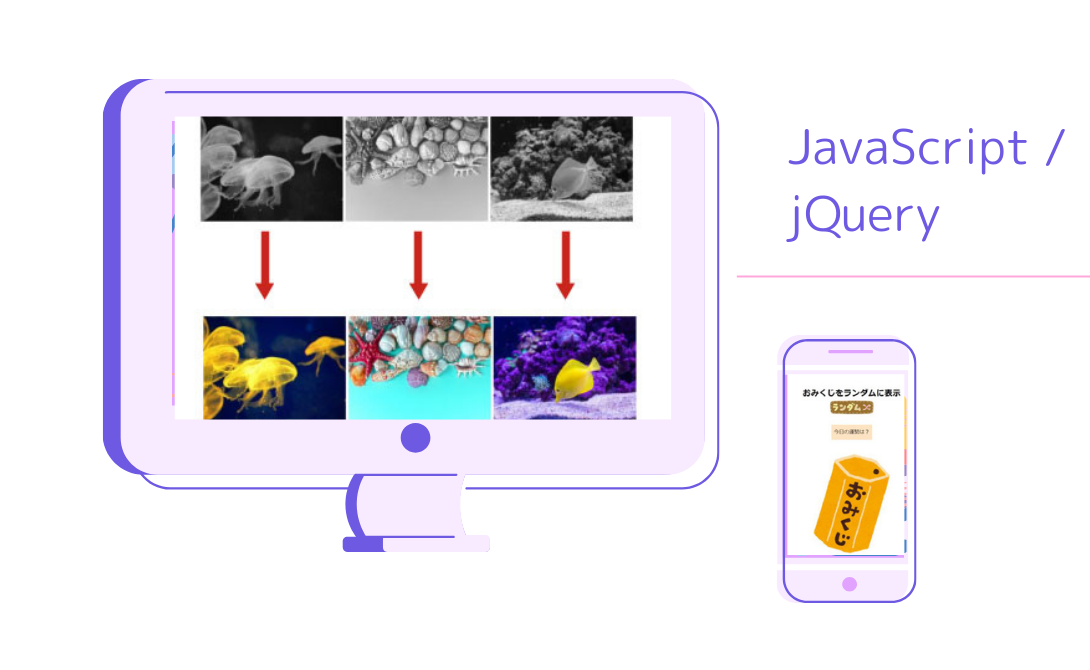 JavaScript /
jQuery
おみくじをランダムに表示
ランダム
今日の運勢は？
おみくじ